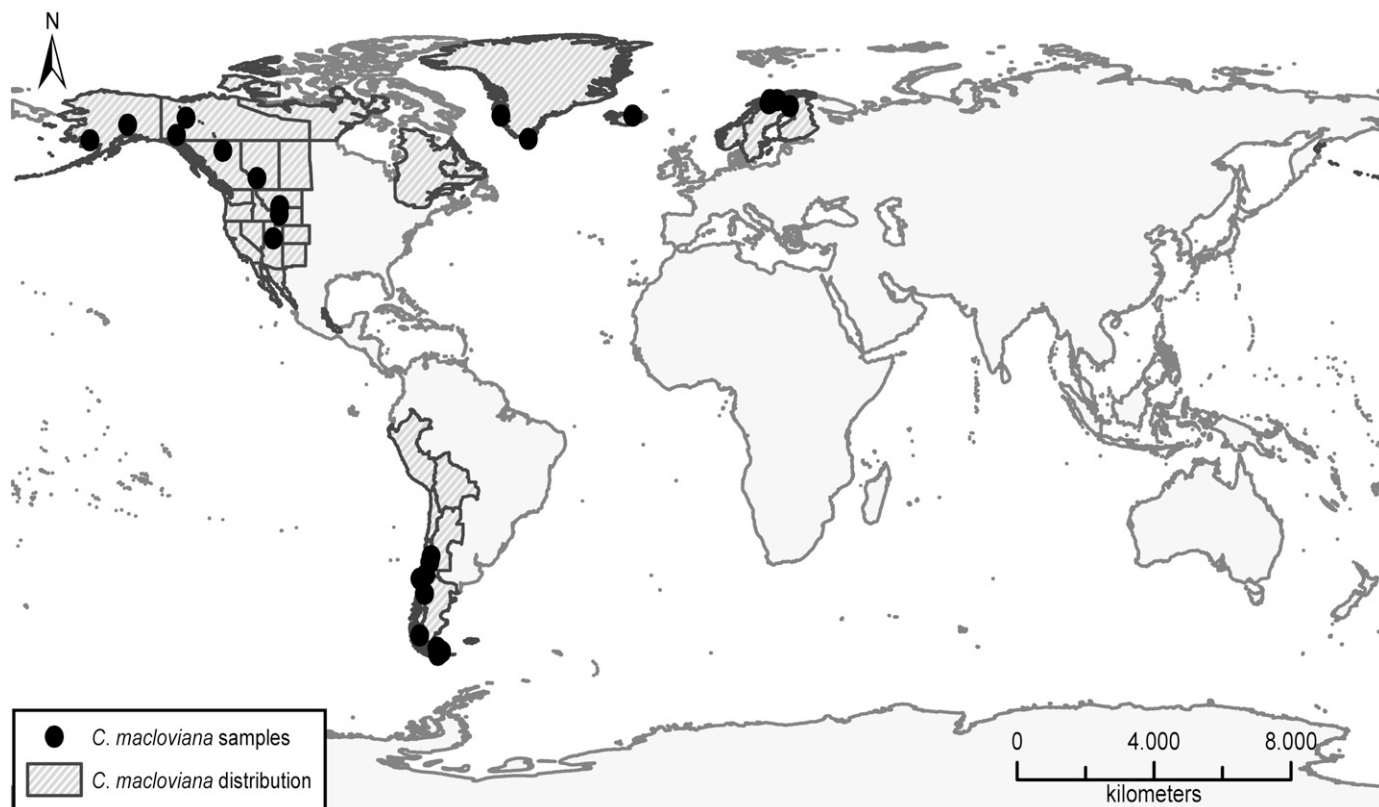 N
C. macloviana samples
C. macloviana distribution
0 4.000 8.000
kilometers